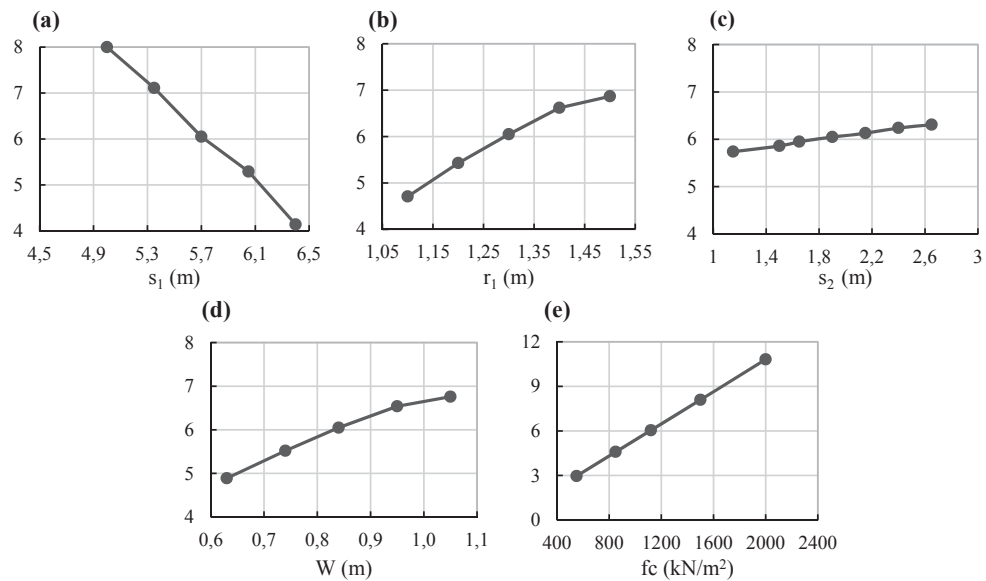 (a)
8
7
6
5
4
4,5 4,9 5,3 5,7 6,1 6,5
s₁ (m)
(b)
8
7
6
5
4
1,05 1,15 1,25 1,35 1,45 1,55
r₁ (m)
(c)
8
7
6
5
4
1 1,4 1,8 2,2 2,6 3
s₂ (m)
(d)
8
7
6
5
4
0,6 0,7 0,8 0,9 1,0 1,1
W (m)
(e)
12
9
6
3
0
400 800 1200 1600 2000 2400
fc (kN/m²)